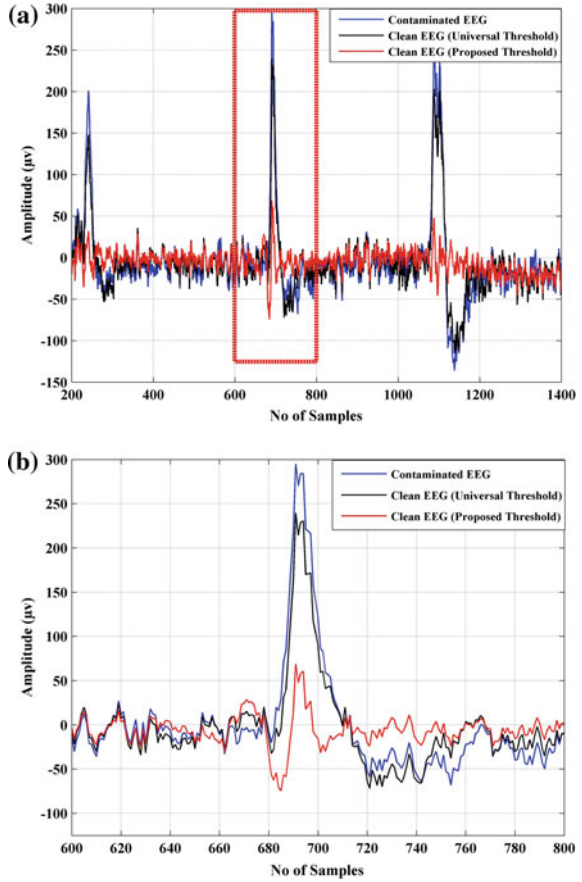 (a)
Contaminated EEG
Clean EEG (Universal Threshold)
Clean EEG (Proposed Threshold)
300
250
200
150
100
50
0
-50
-100
-150
Amplitude (µv)
200 400 600 800 1000 1200 1400
No of Samples
(b)
Contaminated EEG
Clean EEG (Universal Threshold)
Clean EEG (Proposed Threshold)
300
250
200
150
100
50
0
-50
-100
Amplitude (µv)
600 620 640 660 680 700 720 740 760 780 800
No of Samples